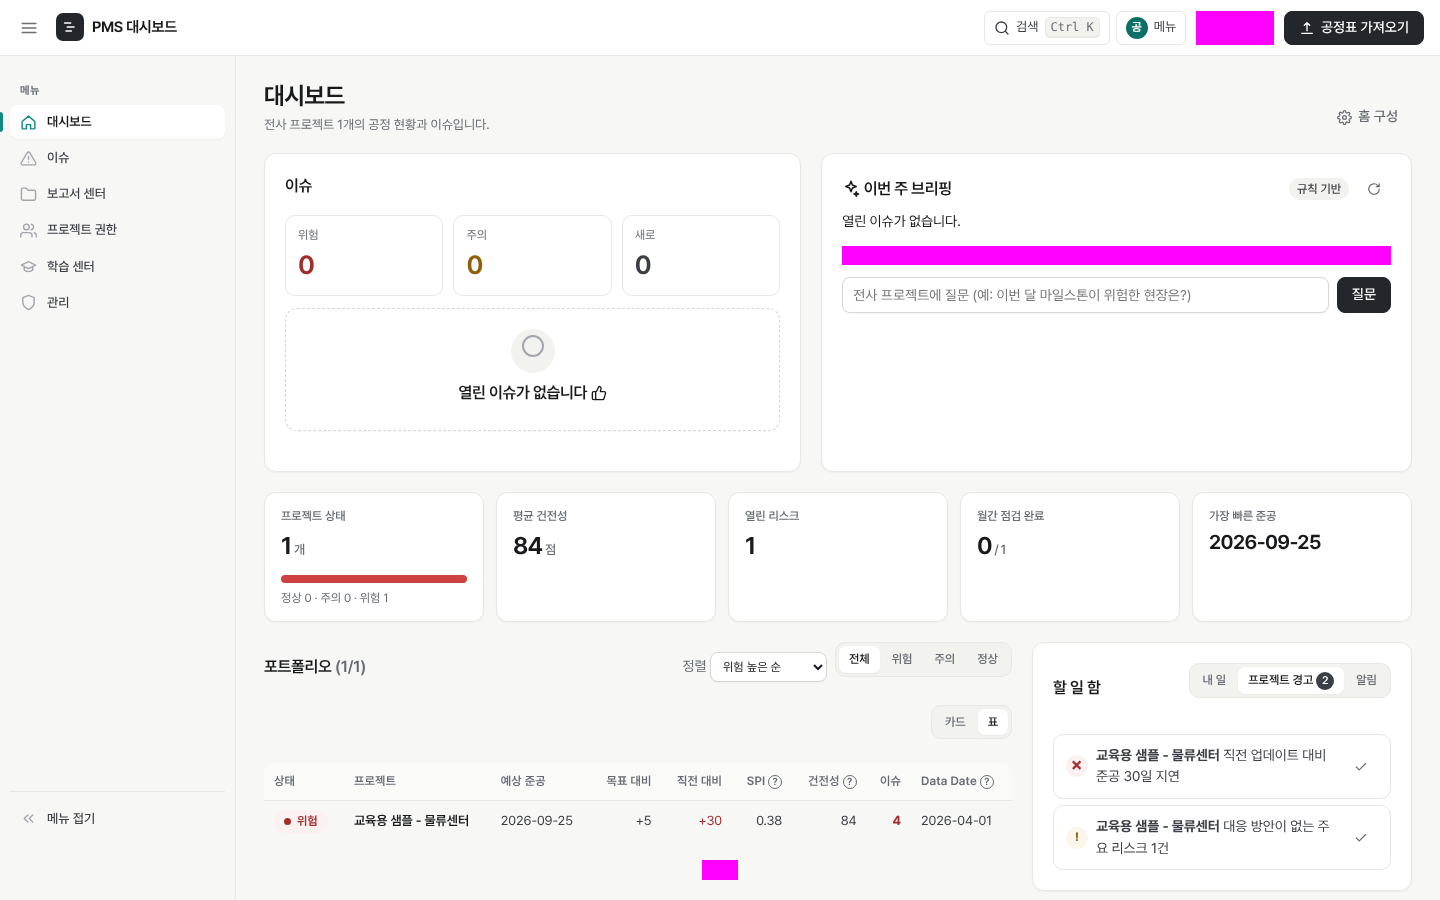 PMS 대시보드
검색 Ctrl K
공 메뉴
공정표 가져오기
메뉴
대시보드
이슈
보고서 센터
프로젝트 권한
학습 센터
관리
메뉴 접기
대시보드
전사 프로젝트 1개의 공정 현황과 이슈입니다.
홈 구성
이슈
위험
0
주의
0
새로
0
열린 이슈가 없습니다
이번 주 브리핑
규칙 기반
열린 이슈가 없습니다.
전사 프로젝트에 질문 (예: 이번 달 마일스톤이 위험한 현장은?)
질문
프로젝트 상태
1 개
정상 0 · 주의 0 · 위험 1
평균 건전성
84 점
열린 리스크
1
월간 점검 완료
0 / 1
가장 빠른 준공
2026-09-25
포트폴리오 (1/1)
정렬 위험 높은 순
전체 위험 주의 정상
카드 표
상태 프로젝트 예상 준공 목표 대비 직전 대비 SPI ? 건전성 ? 이슈 Data Date ?
위험 교육용 샘플 - 물류센터 2026-09-25 +5 +30 0.38 84 4 2026-04-01
할 일 함
내 일 프로젝트 경고 2 알림
교육용 샘플 - 물류센터 직전 업데이트 대비
준공 30일 지연
! 교육용 샘플 - 물류센터 대응 방안이 없는 주
요 리스크 1건